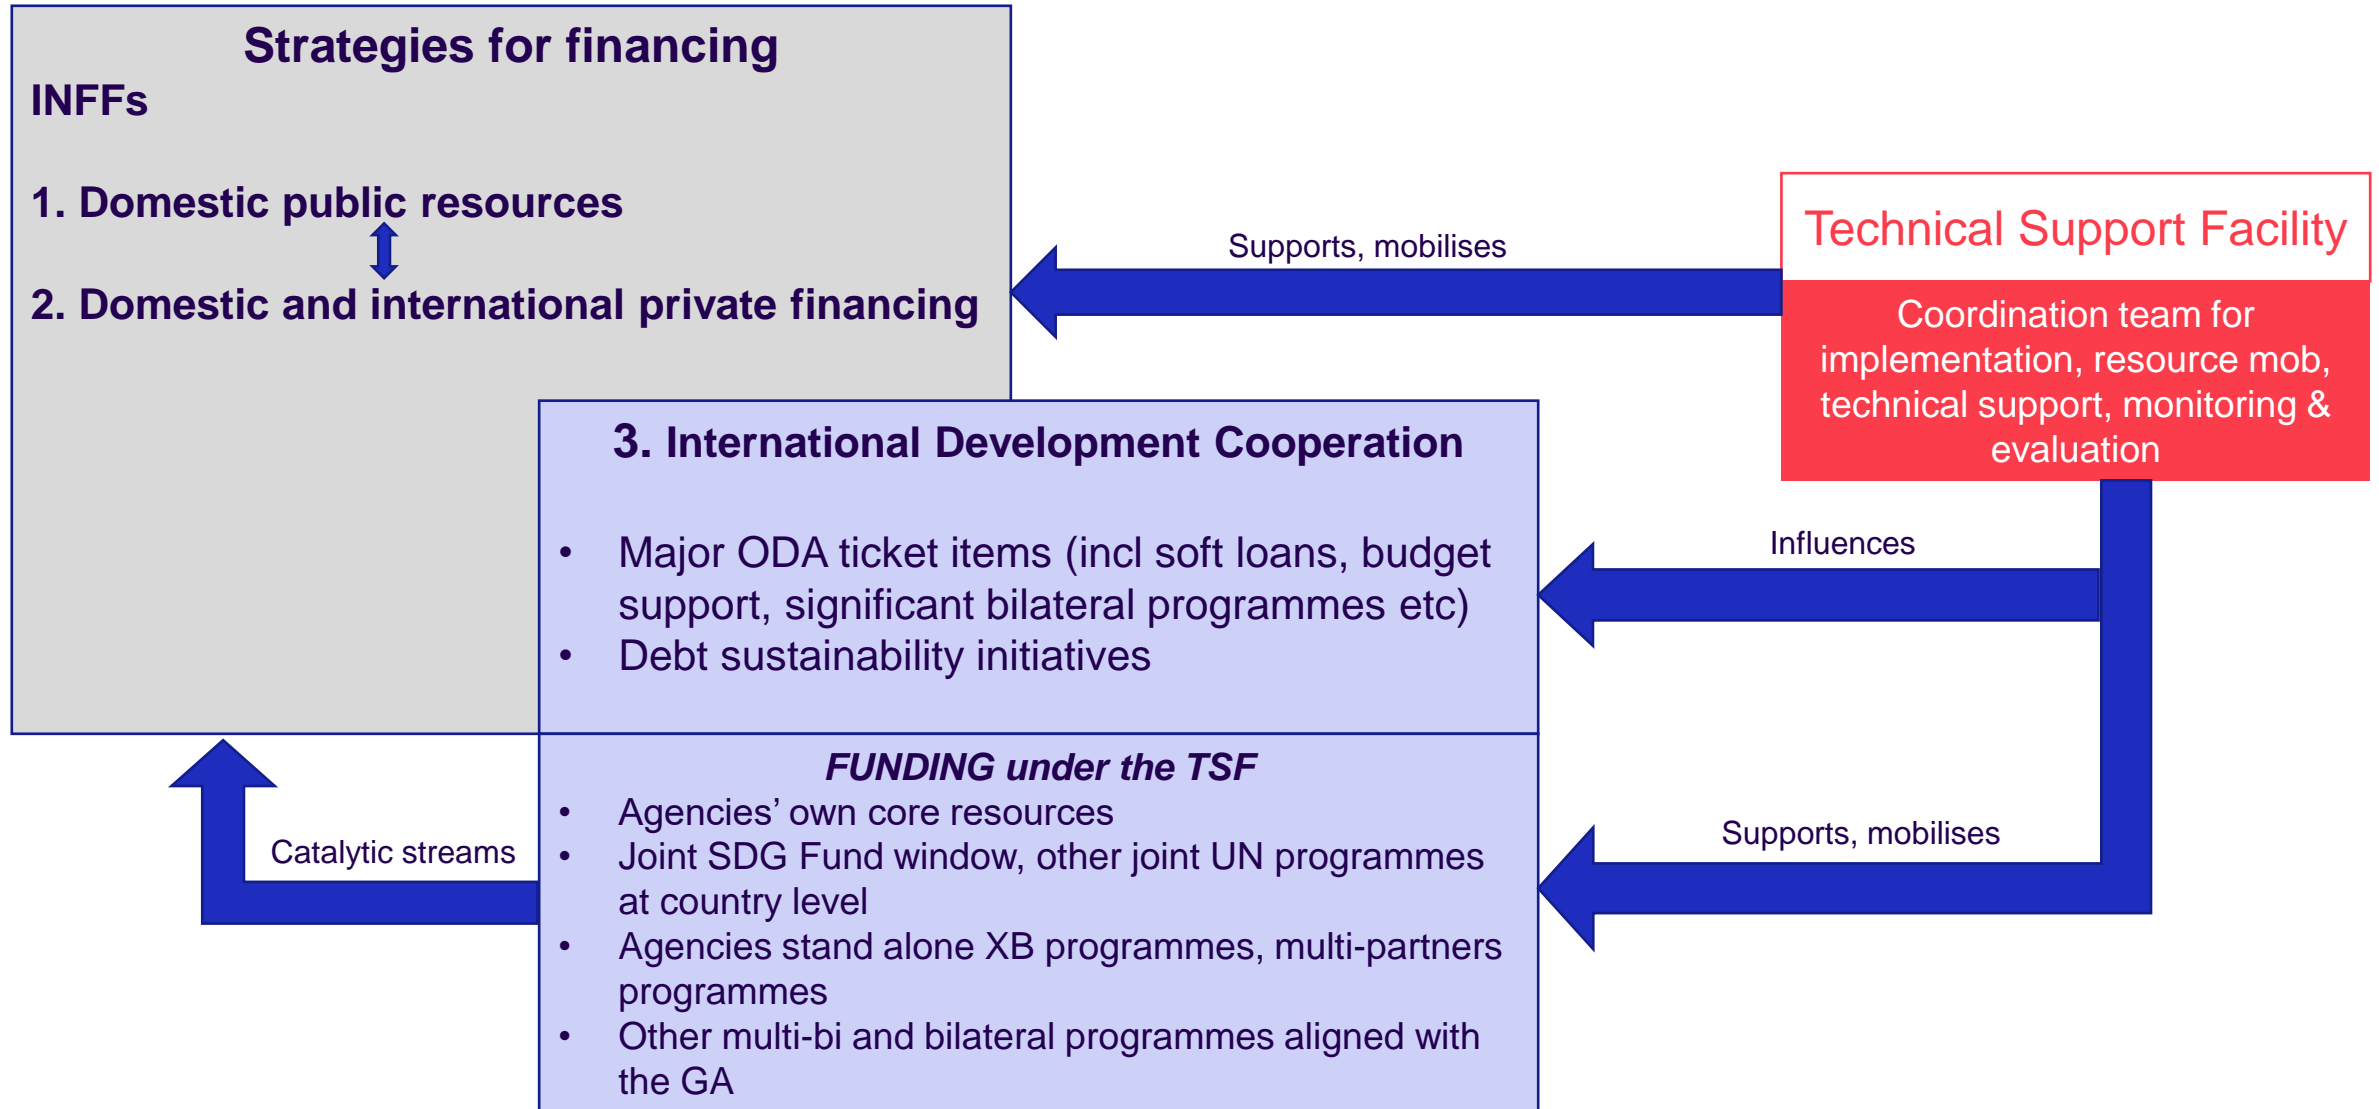 Strategies for financing
INFFs
1. Domestic public resources
2. Domestic and international private financing
Supports, mobilises
Technical Support Facility
Coordination team for
implementation, resource mob,
technical support, monitoring &
evaluation
3. International Development Cooperation
• Major ODA ticket items (incl soft loans, budget
support, significant bilateral programmes etc)
• Debt sustainability initiatives
Influences
FUNDING under the TSF
• Agencies’ own core resources
• Joint SDG Fund window, other joint UN programmes
at country level
• Agencies stand alone XB programmes, multi-partners
programmes
• Other multi-bi and bilateral programmes aligned with
the GA
Catalytic streams
Supports, mobilises